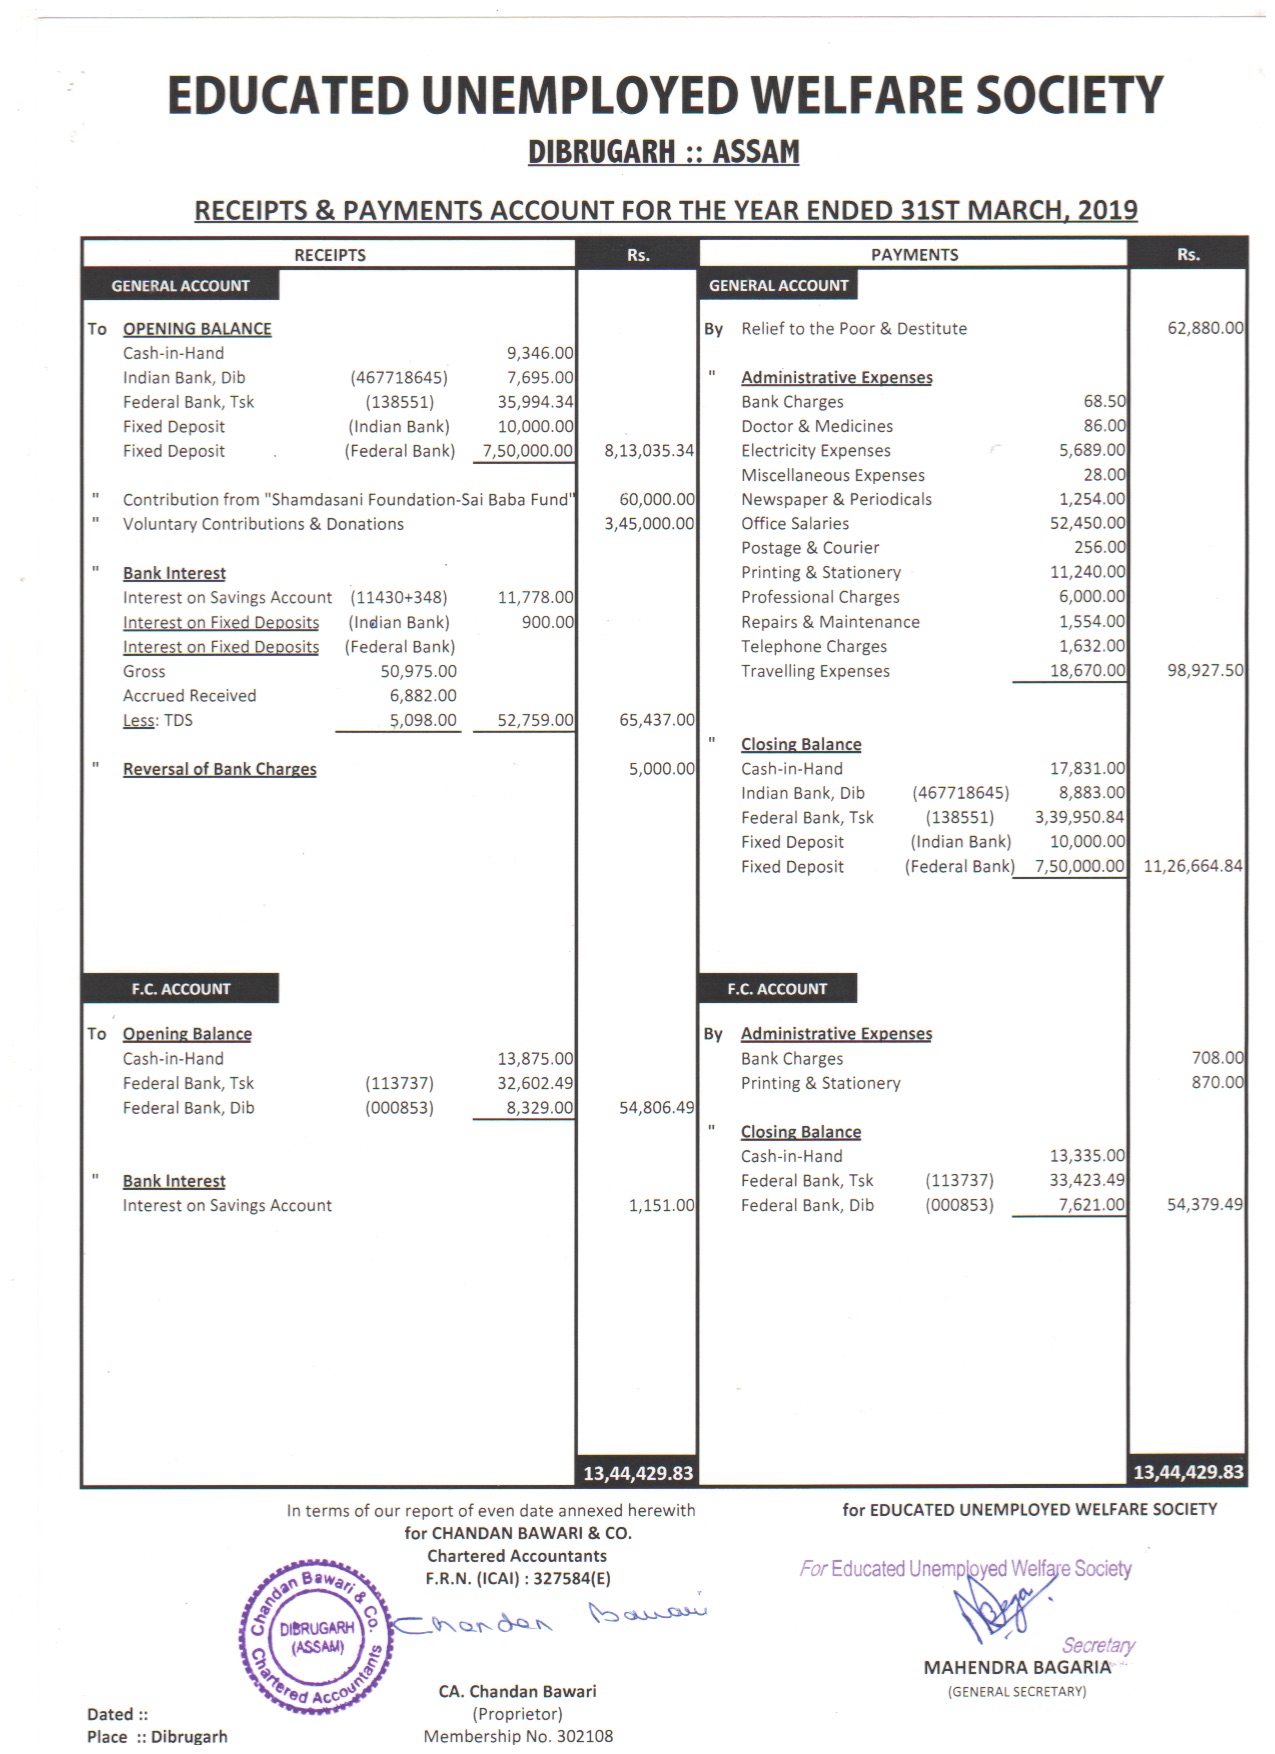 EDUCATED UNEMPLOYED WELFARE SOCIETY
DIBRUGARH :: ASSAM
RECEIPTS & PAYMENTS ACCOUNT FOR THE YEAR ENDED 31ST MARCH, 2019
RECEIPTS Rs. PAYMENTS Rs.
GENERAL ACCOUNT GENERAL ACCOUNT
To OPENING BALANCE By Relief to the Poor & Destitute 62,880.00
Cash-in-Hand 9,346.00
Indian Bank, Dib (467718645) 7,695.00 " Administrative Expenses
Federal Bank, Tsk (138551) 35,994.34 Bank Charges 68.50
Fixed Deposit (Indian Bank) 10,000.00 Doctor & Medicines 86.00
Fixed Deposit (Federal Bank) 7,50,000.00 8,13,035.34 Electricity Expenses 5,689.00
Miscellaneous Expenses 28.00
" Contribution from "Shamdasani Foundation-Sai Baba Fund" 60,000.00 Newspaper & Periodicals 1,254.00
" Voluntary Contributions & Donations 3,45,000.00 Office Salaries 52,450.00
Postage & Courier 256.00
" Bank Interest Printing & Stationery 11,240.00
Interest on Savings Account (11430+348) 11,778.00 Professional Charges 6,000.00
Interest on Fixed Deposits (Indian Bank) 900.00 Repairs & Maintenance 1,554.00
Interest on Fixed Deposits (Federal Bank) Telephone Charges 1,632.00
Gross 50,975.00 Travelling Expenses 18,670.00 98,927.50
Accrued Received 6,882.00
Less: TDS 5,098.00 52,759.00 65,437.00
" Closing Balance
" Reversal of Bank Charges 5,000.00 Cash-in-Hand 17,831.00
Indian Bank, Dib (467718645) 8,883.00
Federal Bank, Tsk (138551) 3,39,950.84
Fixed Deposit (Indian Bank) 10,000.00
Fixed Deposit (Federal Bank) 7,50,000.00 11,26,664.84
F.C. ACCOUNT F.C. ACCOUNT
To Opening Balance By Administrative Expenses
Cash-in-Hand 13,875.00 Bank Charges 708.00
Federal Bank, Tsk (113737) 32,602.49 Printing & Stationery 870.00
Federal Bank, Dib (000853) 8,329.00 54,806.49
" Closing Balance
Cash-in-Hand 13,335.00
" Bank Interest Federal Bank, Tsk (113737) 33,423.49
Interest on Savings Account 1,151.00 Federal Bank, Dib (000853) 7,621.00 54,379.49
13,44,429.83 13,44,429.83
In terms of our report of even date annexed herewith for EDUCATED UNEMPLOYED WELFARE SOCIETY
for CHANDAN BAWARI & CO.
Chartered Accountants
F.R.N. (ICAI) : 327584(E)
For Educated Unemployed Welfare Society
Chandan Bawari & Co.
DIBRUGARH
(ASSAM)
Chartered Accountants
Chandan Bawari
Secretary
MAHENDRA BAGARIA
(GENERAL SECRETARY)
CA. Chandan Bawari
Dated :: (Proprietor)
Place :: Dibrugarh Membership No. 302108